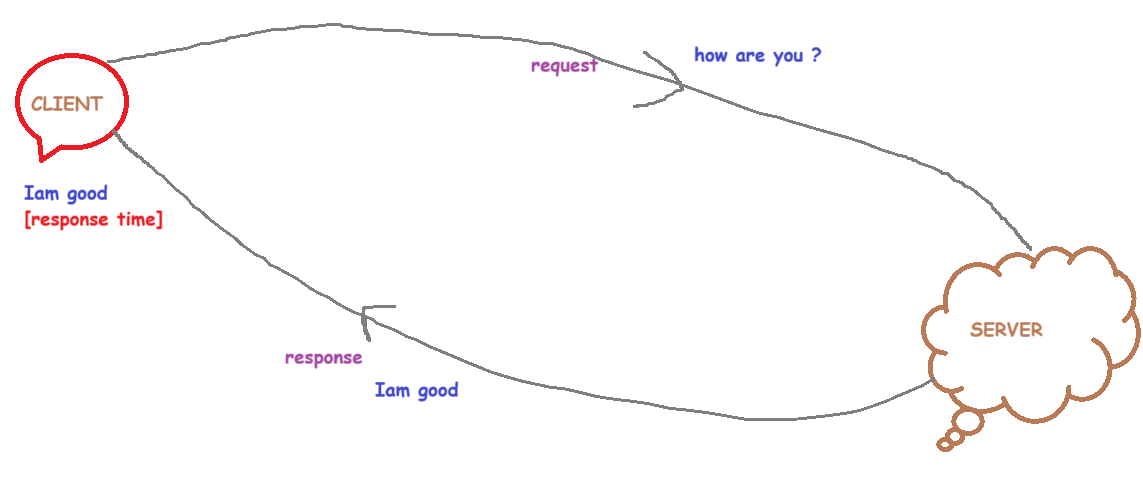 how are you ?
request
CLIENT
Iam good
[response time]
SERVER
response
Iam good